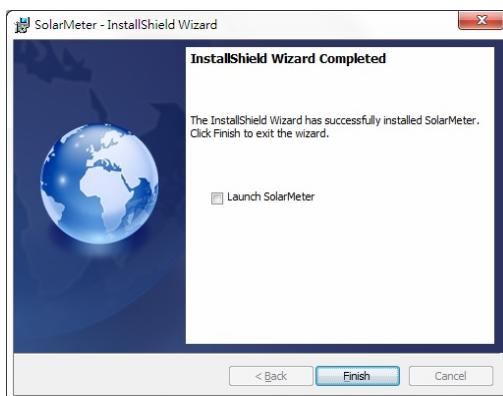 SolarMeter - InstallShield Wizard
InstallShield Wizard Completed
The InstallShield Wizard has successfully installed SolarMeter.
Click Finish to exit the wizard.
Launch SolarMeter
< Back
Finish
Cancel